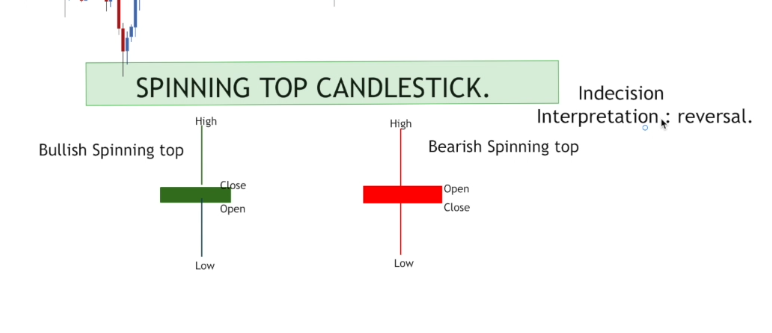 SPINNING TOP CANDLESTICK.
Indecision
Interpretation : reversal.
High
Bullish Spinning top
Close
Open
Low
High
Bearish Spinning top
Open
Close
Low